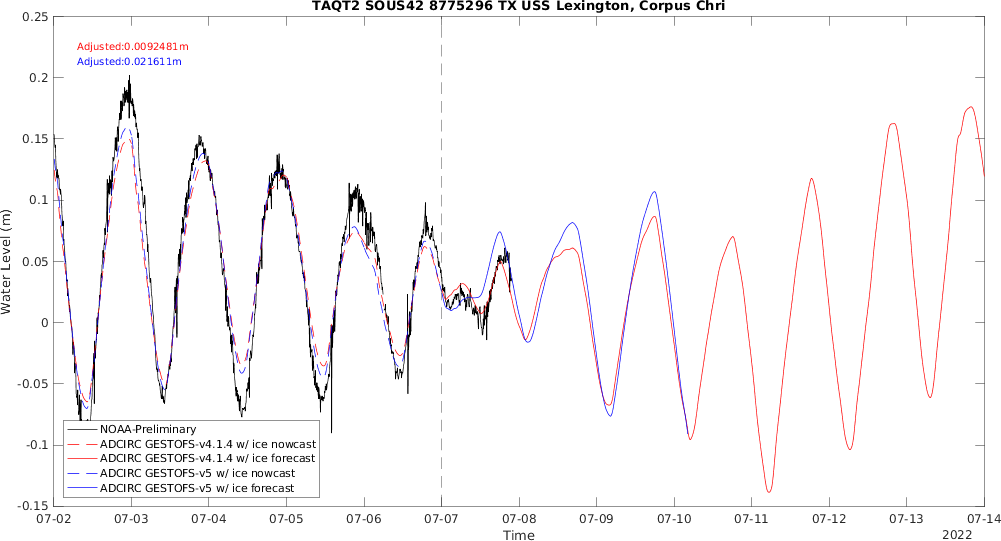 TAQT2 SOUS42 8775296 TX USS Lexington, Corpus Chri
Adjusted:0.0092481m
Adjusted:0.021611m
0.25
0.2
0.15
0.1
0.05
0
-0.05
-0.1
-0.15
Water Level (m)
NOAA-Preliminary
ADCIRC GESTOFS-v4.1.4 w/ ice nowcast
ADCIRC GESTOFS-v4.1.4 w/ ice forecast
ADCIRC GESTOFS-v5 w/ ice nowcast
ADCIRC GESTOFS-v5 w/ ice forecast
07-02 07-03 07-04 07-05 07-06 07-07 07-08 07-09 07-10 07-11 07-12 07-13 07-14
Time
2022